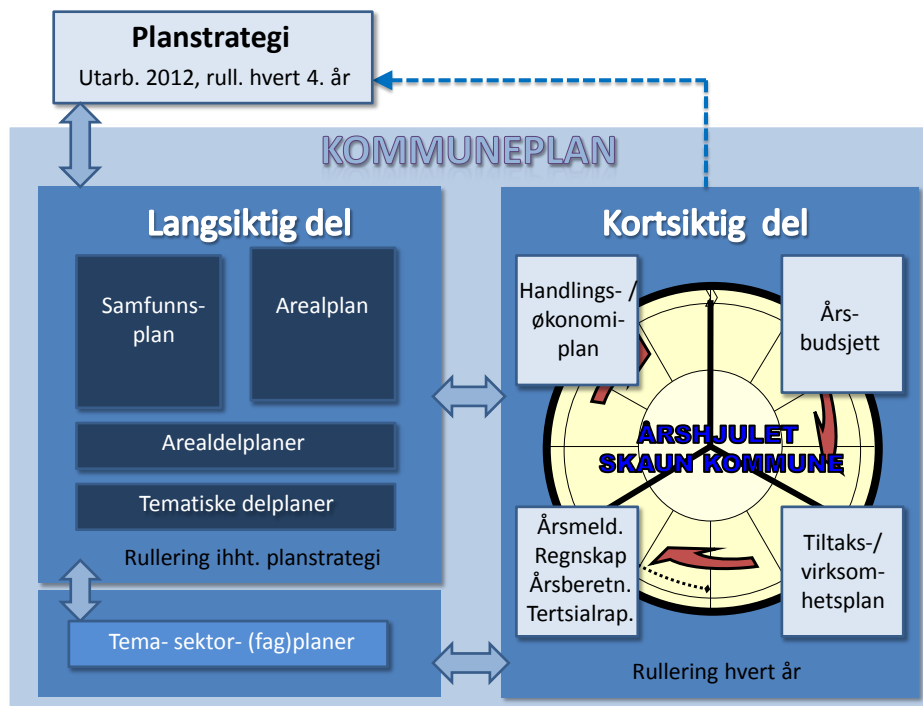 Planstrategi
Utarb. 2012, rull. hvert 4. år
KOMMUNEPLAN
Langsiktig del
Samfunns-
plan
Arealplan
Arealdelplaner
Tematiske delplaner
Rullering ihht. planstrategi
Tema- sektor- (fag)planer
Kortsiktig del
Handlings- /
økonomi-
plan
Års-
budsjett
ÅRSHJULET
SKAUN KOMMUNE
Årsmeld.
Regnskap
Årsberetn.
Tertsialrap.
Tiltaks-/
virksom-
hetsplan
Rullering hvert år